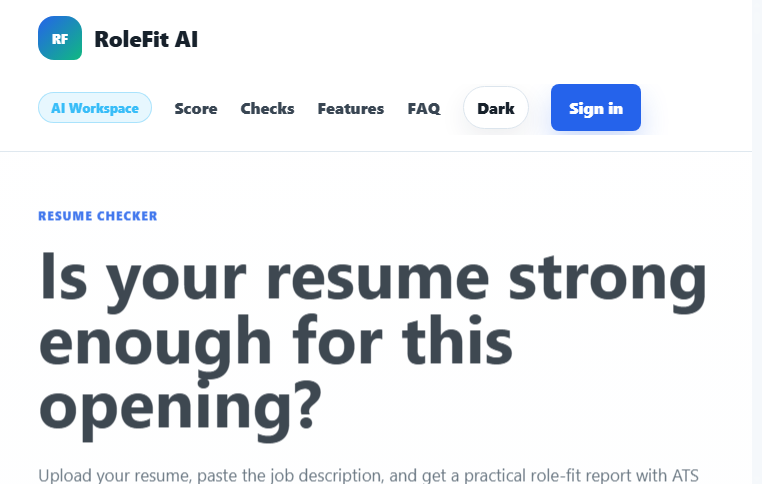 RF
RoleFit AI
AI Workspace Score Checks Features FAQ Dark Sign in
RESUME CHECKER
Is your resume strong
enough for this
opening?
Upload your resume, paste the job description, and get a practical role-fit report with ATS